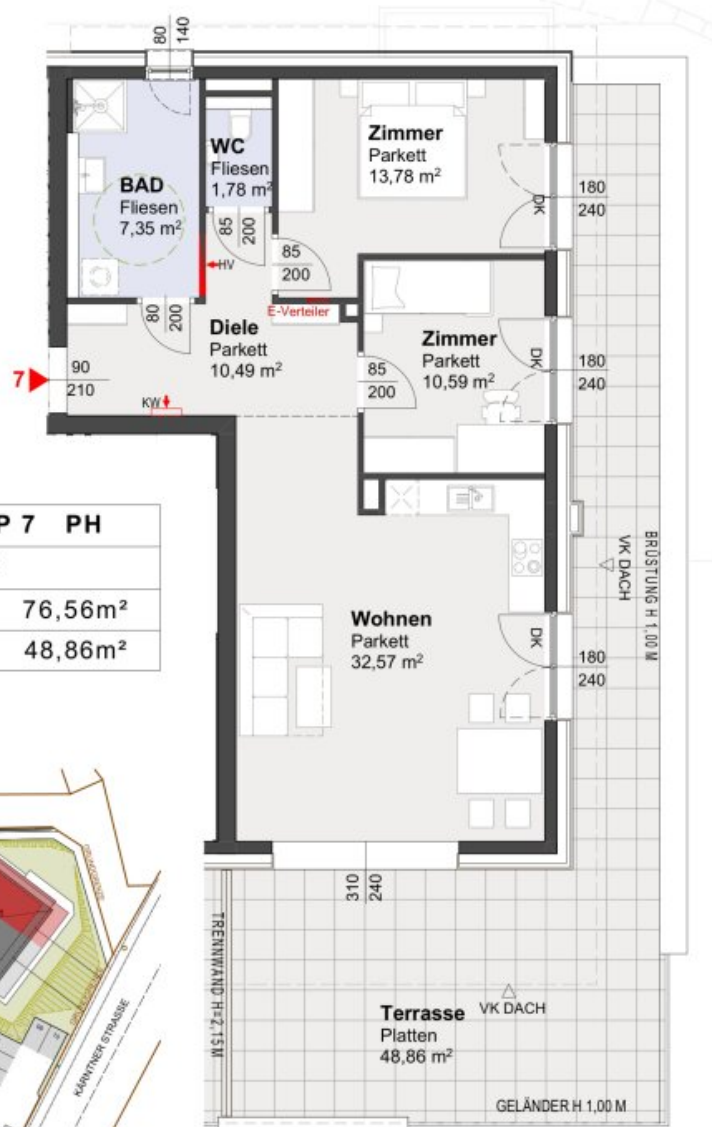 80
140
BAD
Fliesen
7,35 m²
WC
Fliesen
1,78 m²
Zimmer
Parkett
13,78 m²
DK
180
240
85
200
85
200
HV
E-Verteiler
80
200
Diele
Parkett
10,49 m²
Zimmer
Parkett
10,59 m²
DK
180
240
85
200
7
90
210
KW
P 7 PH
76,56m²
48,86m²
Wohnen
Parkett
32,57 m²
DK
180
240
VK DACH
BRÜSTUNG H 1,00 M
310
240
TRENNWAND H=2,15M
Terrasse
Platten
48,86 m²
VK DACH
GELÄNDER H 1,00 M
KÄRNTNER STRASSE